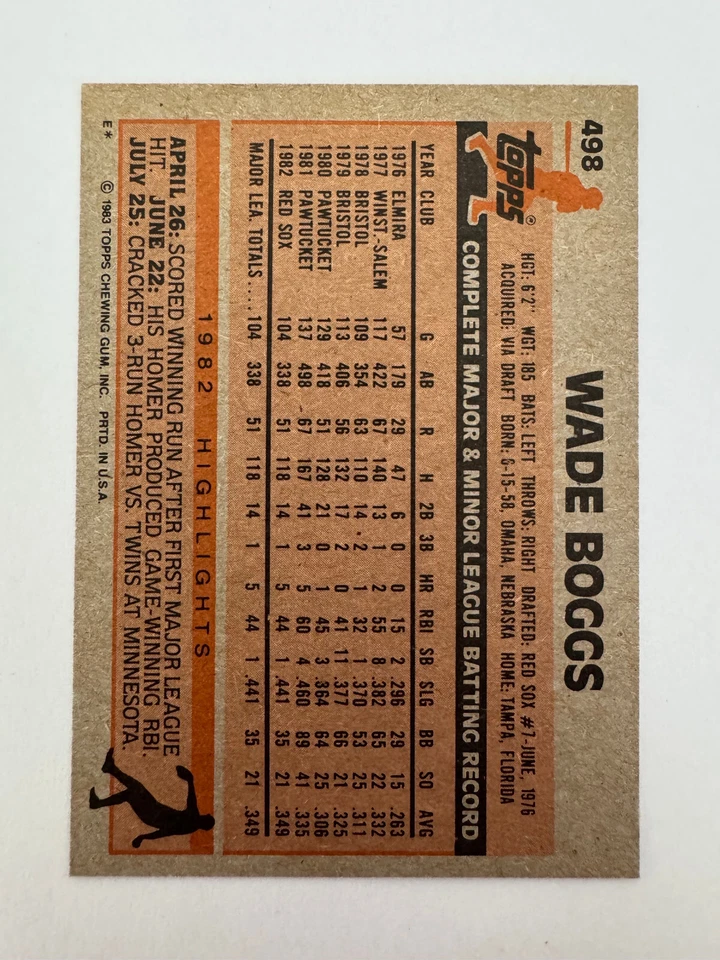 498
WADE BOGGS
TOPPS®
HGT: 6'2" WGT: 185 BATS: LEFT THROWS: RIGHT DRAFTED: RED SOX #7-JUNE, 1976
ACQUIRED: VIA DRAFT BORN: 6-15-58, OMAHA, NEBRASKA HOME: TAMPA, FLORIDA
COMPLETE MAJOR & MINOR LEAGUE BATTING RECORD
YEAR CLUB G AB R H 2B 3B HR RBI SB SLG BB SO AVG
1976 ELMIRA 57 179 29 47 6 0 0 15 2 .296 29 15 .263
1977 WINST.-SALEM 117 422 67 140 13 1 2 55 8 .382 65 22 .332
1978 BRISTOL 109 354 63 110 14 2 1 32 1 .370 53 25 .311
1979 BRISTOL 113 406 56 132 17 2 0 41 11 .377 66 21 .325
1980 PAWTUCKET 129 418 51 128 21 0 1 45 3 .364 64 25 .306
1981 PAWTUCKET 137 498 67 167 41 3 5 60 4 .460 89 41 .335
1982 RED SOX 104 338 51 118 14 1 5 44 1 .441 35 21 .349
MAJOR LEA. TOTALS .... 104 338 51 118 14 1 5 44 1 .441 35 21 .349
1982 HIGHLIGHTS
APRIL 26: SCORED WINNING RUN AFTER FIRST MAJOR LEAGUE
HIT. JUNE 22: HIS HOMER PRODUCED GAME-WINNING RBI.
JULY 25: CRACKED 3-RUN HOMER VS. TWINS AT MINNESOTA.
E* © 1983 TOPPS CHEWING GUM, INC. PRTD. IN U.S.A.